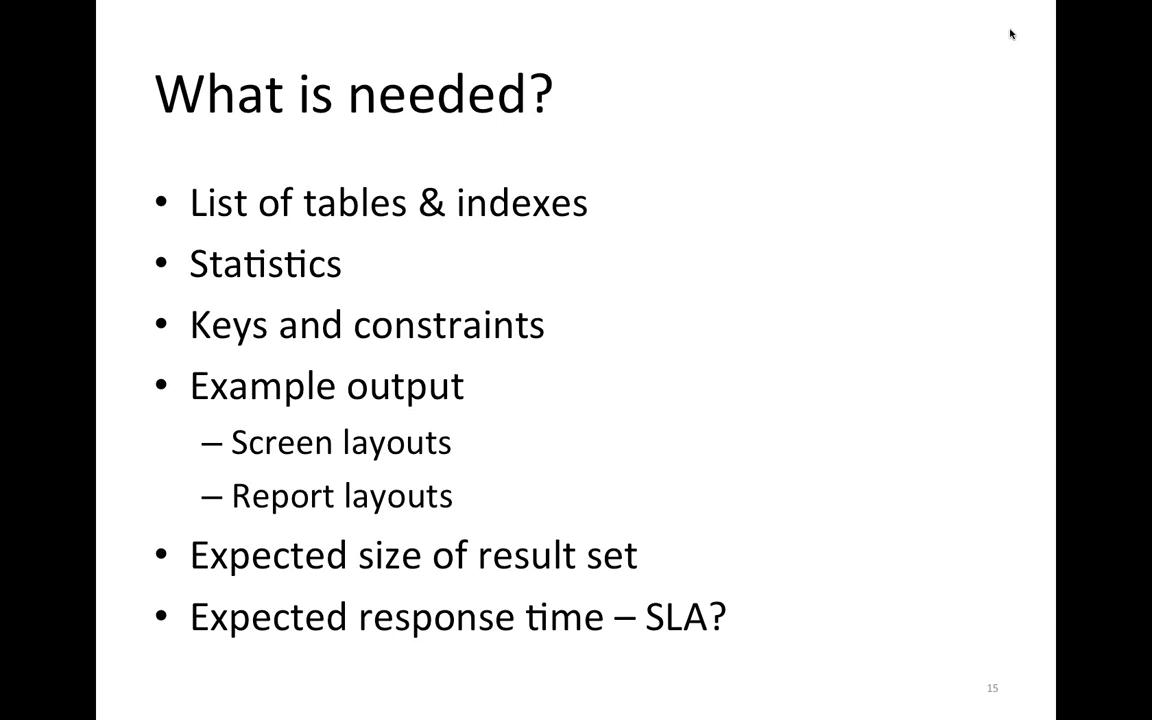 What is needed?
• List of tables & indexes
• Statistics
• Keys and constraints
• Example output
– Screen layouts
– Report layouts
• Expected size of result set
• Expected response time – SLA?
15